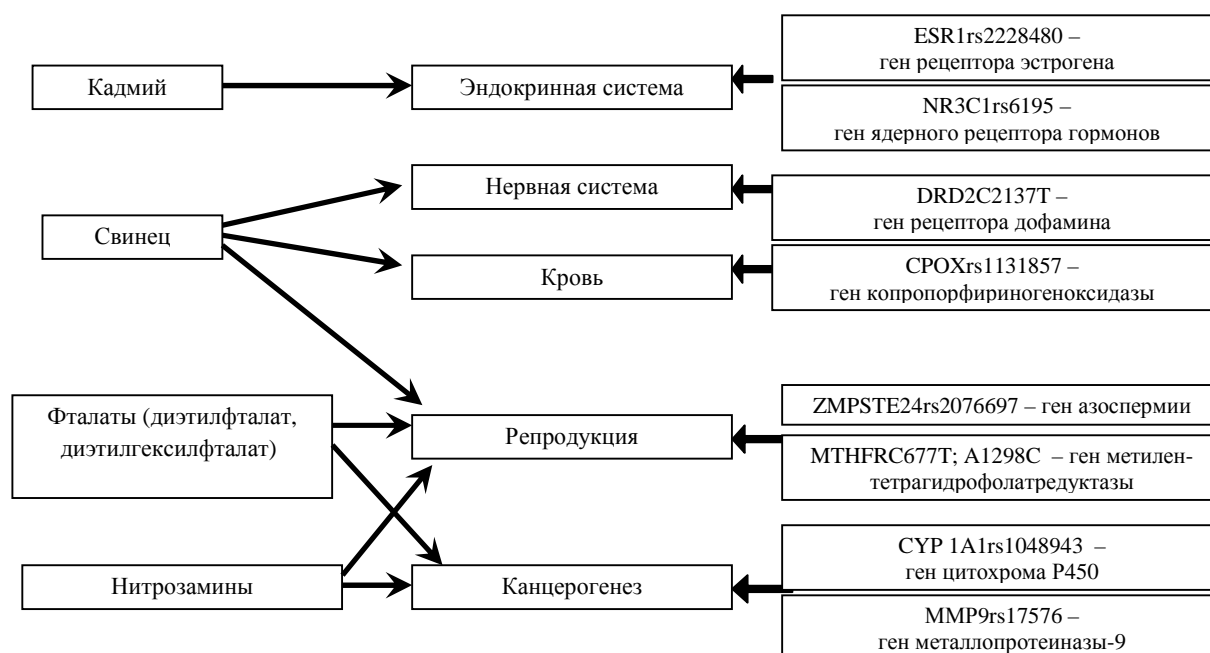 ESR1rs2228480 –
ген рецептора эстрогена
Кадмий
Эндокринная система
NR3C1rs6195 –
ген ядерного рецептора гормонов
Нервная система
DRD2C2137T –
ген рецептора дофамина
Свинец
Кровь
CPOXrs1131857 –
ген копропорфириногеноксидазы
Фталаты (диэтилфталат,
диэтилгексилфталат)
Репродукция
ZMPSTE24rs2076697 – ген азоспермии
MTHFRC677T; A1298C – ген метилен-
тетрагидрофолатредуктазы
Нитрозамины
Канцерогенез
CYP 1A1rs1048943 –
ген цитохрома P450
MMP9rs17576 –
ген металлопротеиназы-9